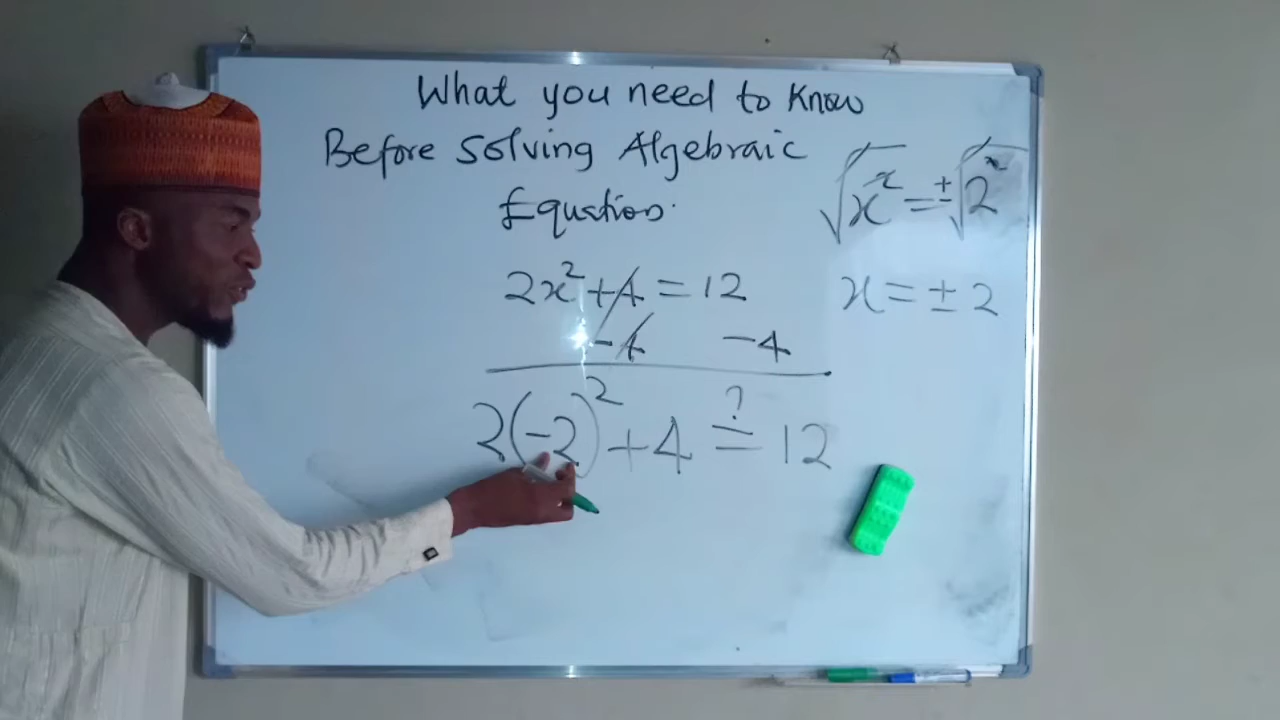 What you need to Know
Before Solving Algebraic
Equstion.
2x²+4=12
-4 -4
2(-2)²+4 ≟ 12
√x² = ±√2²
x = ±2